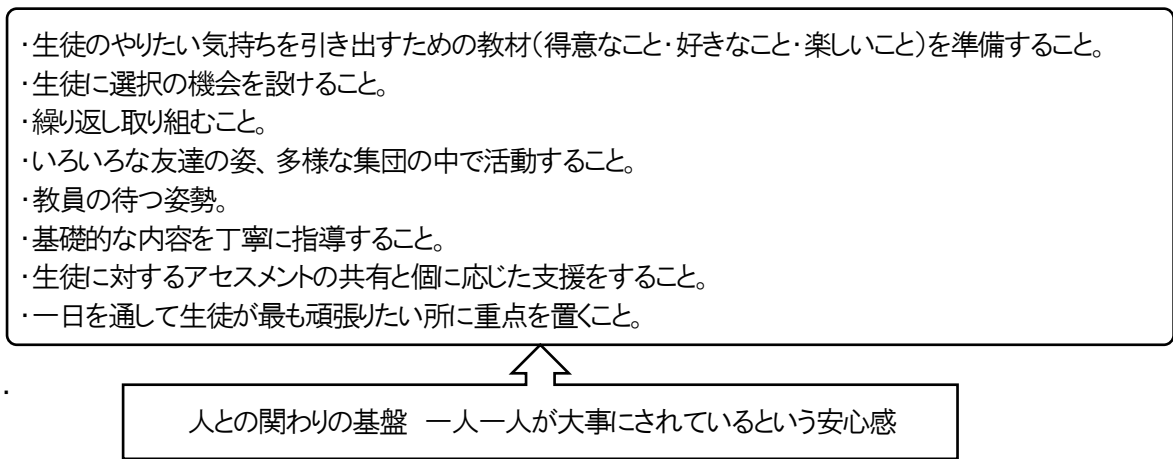 ・生徒のやりたい気持ちを引き出すための教材（得意なこと・好きなこと・楽しいこと）を準備すること。
・生徒に選択の機会を設けること。
・繰り返し取り組むこと。
・いろいろな友達の姿、多様な集団の中で活動すること。
・教員の待つ姿勢。
・基礎的な内容を丁寧に指導すること。
・生徒に対するアセスメントの共有と個に応じた支援をすること。
・一日を通して生徒が最も頑張りたい所に重点を置くこと。
.
人との関わりの基盤　一人一人が大事にされているという安心感